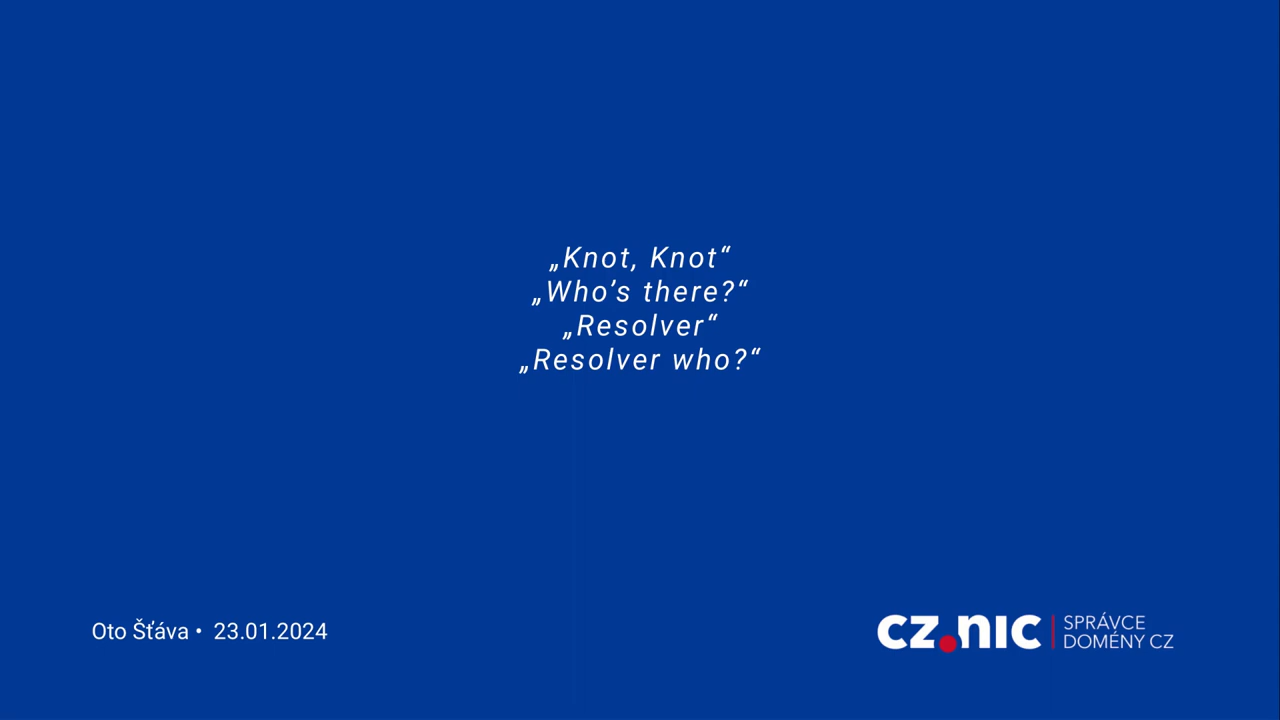 „Knot, Knot“
„Who’s there?“
„Resolver“
„Resolver who?“
Oto Šťáva • 23.01.2024
CZ.NIC | SPRÁVCE
DOMÉNY CZ